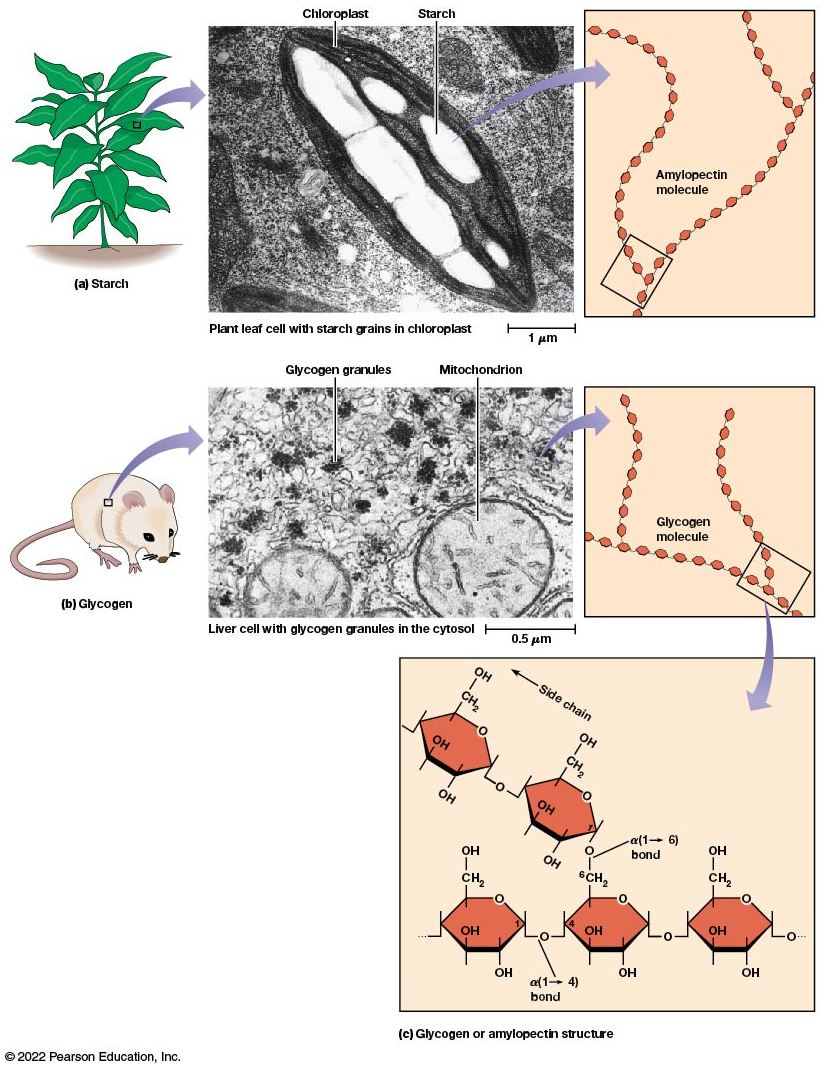 Chloroplast
Starch
Amylopectin
molecule
(a) Starch
Plant leaf cell with starch grains in chloroplast
1 μm
Glycogen granules
Mitochondrion
Glycogen
molecule
(b) Glycogen
Liver cell with glycogen granules in the cytosol
0.5 μm
OH
CH2
Side chain
O
OH
OH
OH
CH2
O
O
OH
1
OH
α(1→ 6)
bond
O
OH
OH
CH2
6CH2
CH2
O
O
O
OH
1
4
OH
OH
O
O
O
OH
OH
OH
α(1→ 4)
bond
(c) Glycogen or amylopectin structure
© 2022 Pearson Education, Inc.